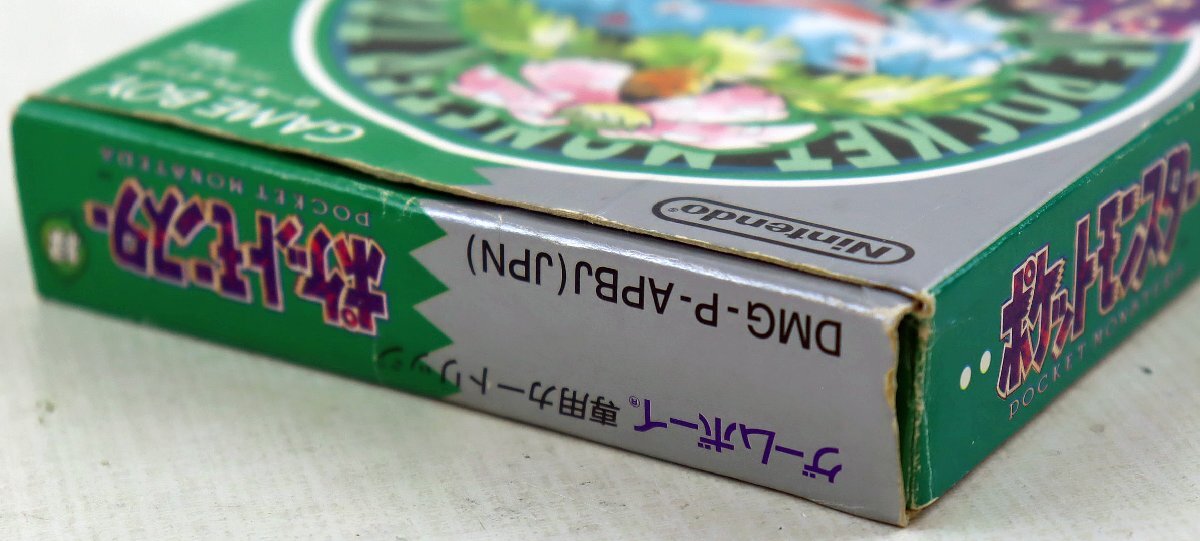 GAME BOY
POCKET MONS
Nintendo®
ポケットモンスター
POCKET MONSTERS
緑
DMG-P-APBJ(JPN)
ゲームボーイ® 専用カートリッジ
ポケットモンスター
POCKET MONSTERS